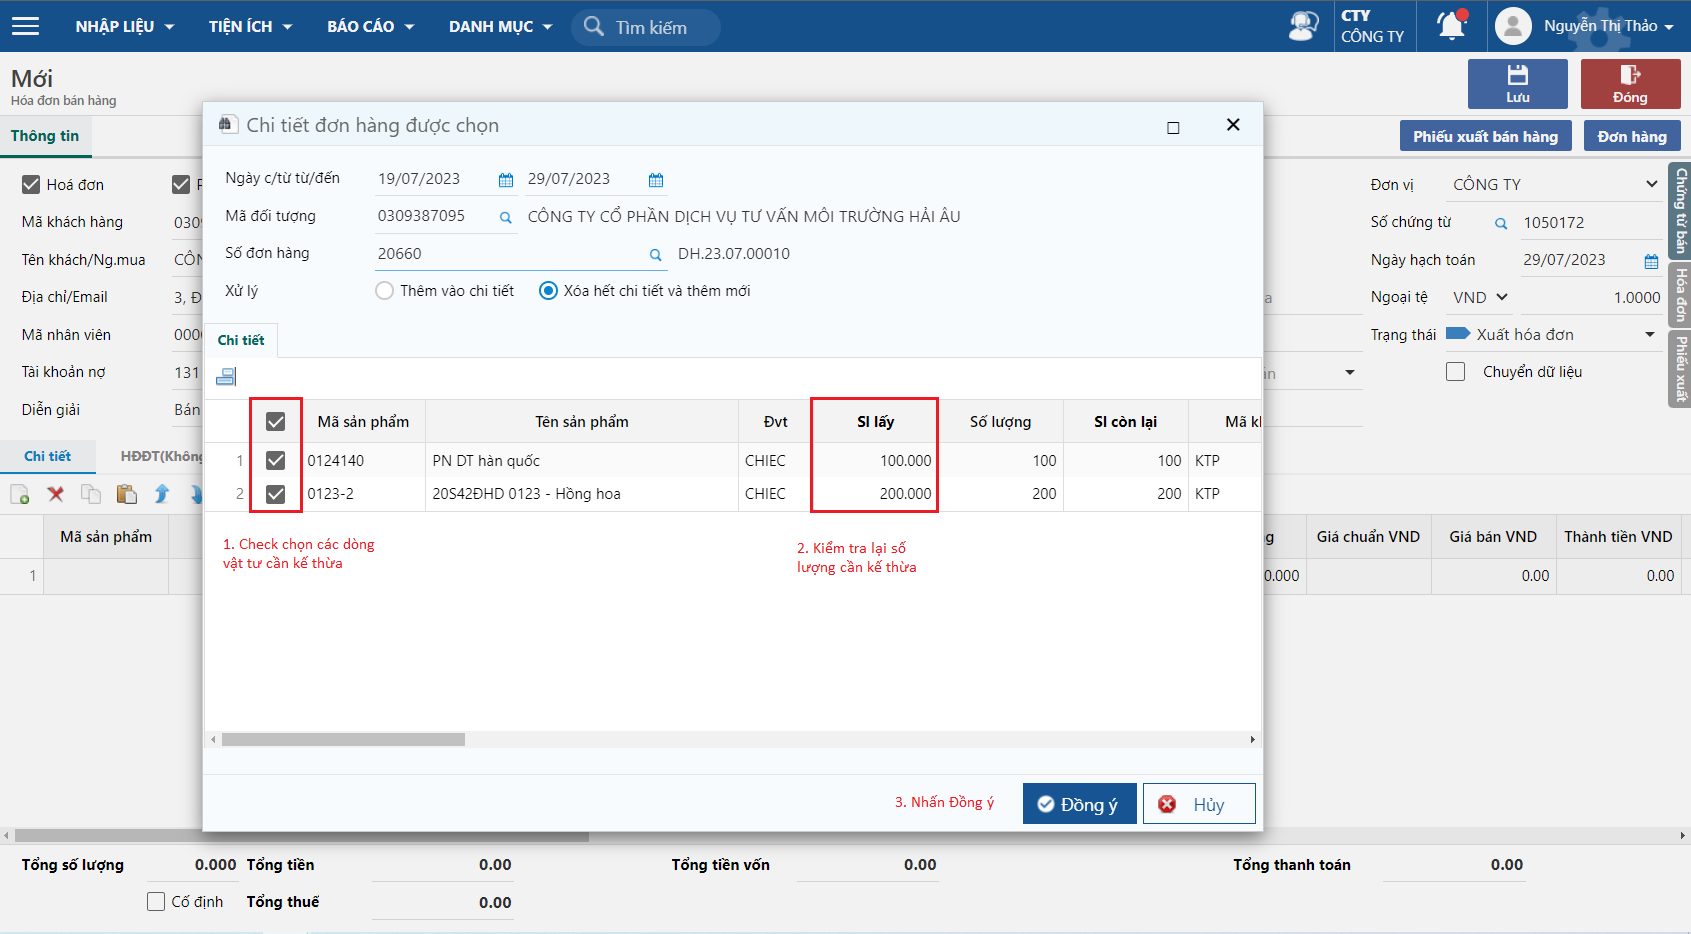 NHẬP LIỆU TIỆN ÍCH BÁO CÁO DANH MỤC Tìm kiếm CTY CÔNG TY Nguyễn Thị Thảo
Mới
Hóa đơn bán hàng
Lưu Đóng
Thông tin
Phiếu xuất bán hàng Đơn hàng
Hoá đơn
Mã khách hàng 0309
Tên khách/Ng.mua CÔN
Địa chỉ/Email 3, Đ
Mã nhân viên 0000
Tài khoản nợ 131
Diễn giải Bán
Chi tiết HĐĐT(Không
Mã sản phẩm
1
Chi tiết đơn hàng được chọn
Ngày c/từ từ/đến 19/07/2023 29/07/2023
Mã đối tượng 0309387095 CÔNG TY CỔ PHẦN DỊCH VỤ TƯ VẤN MÔI TRƯỜNG HẢI ÂU
Số đơn hàng 20660 DH.23.07.00010
Xử lý Thêm vào chi tiết Xóa hết chi tiết và thêm mới
Chi tiết
Mã sản phẩm Tên sản phẩm Đvt Sl lấy Số lượng Sl còn lại Mã kl
1 0124140 PN DT hàn quốc CHIEC 100.000 100 100 KTP
2 0123-2 20S42ĐHD 0123 - Hồng hoa CHIEC 200.000 200 200 KTP
1. Check chọn các dòng
vật tư cần kế thừa
2. Kiểm tra lại số
lượng cần kế thừa
3. Nhấn Đồng ý
Đồng ý Hủy
Đơn vị CÔNG TY
Số chứng từ 1050172
Ngày hạch toán 29/07/2023
Ngoại tệ VND 1.0000
Trạng thái Xuất hóa đơn
Chuyển dữ liệu
Chứng từ bán
Hóa đơn
Phiếu xuất
Giá chuẩn VND Giá bán VND Thành tiền VND
0.000 0.00 0.00
Tổng số lượng 0.000 Tổng tiền 0.00 Tổng tiền vốn 0.00 Tổng thanh toán 0.00
Cố định Tổng thuế 0.00